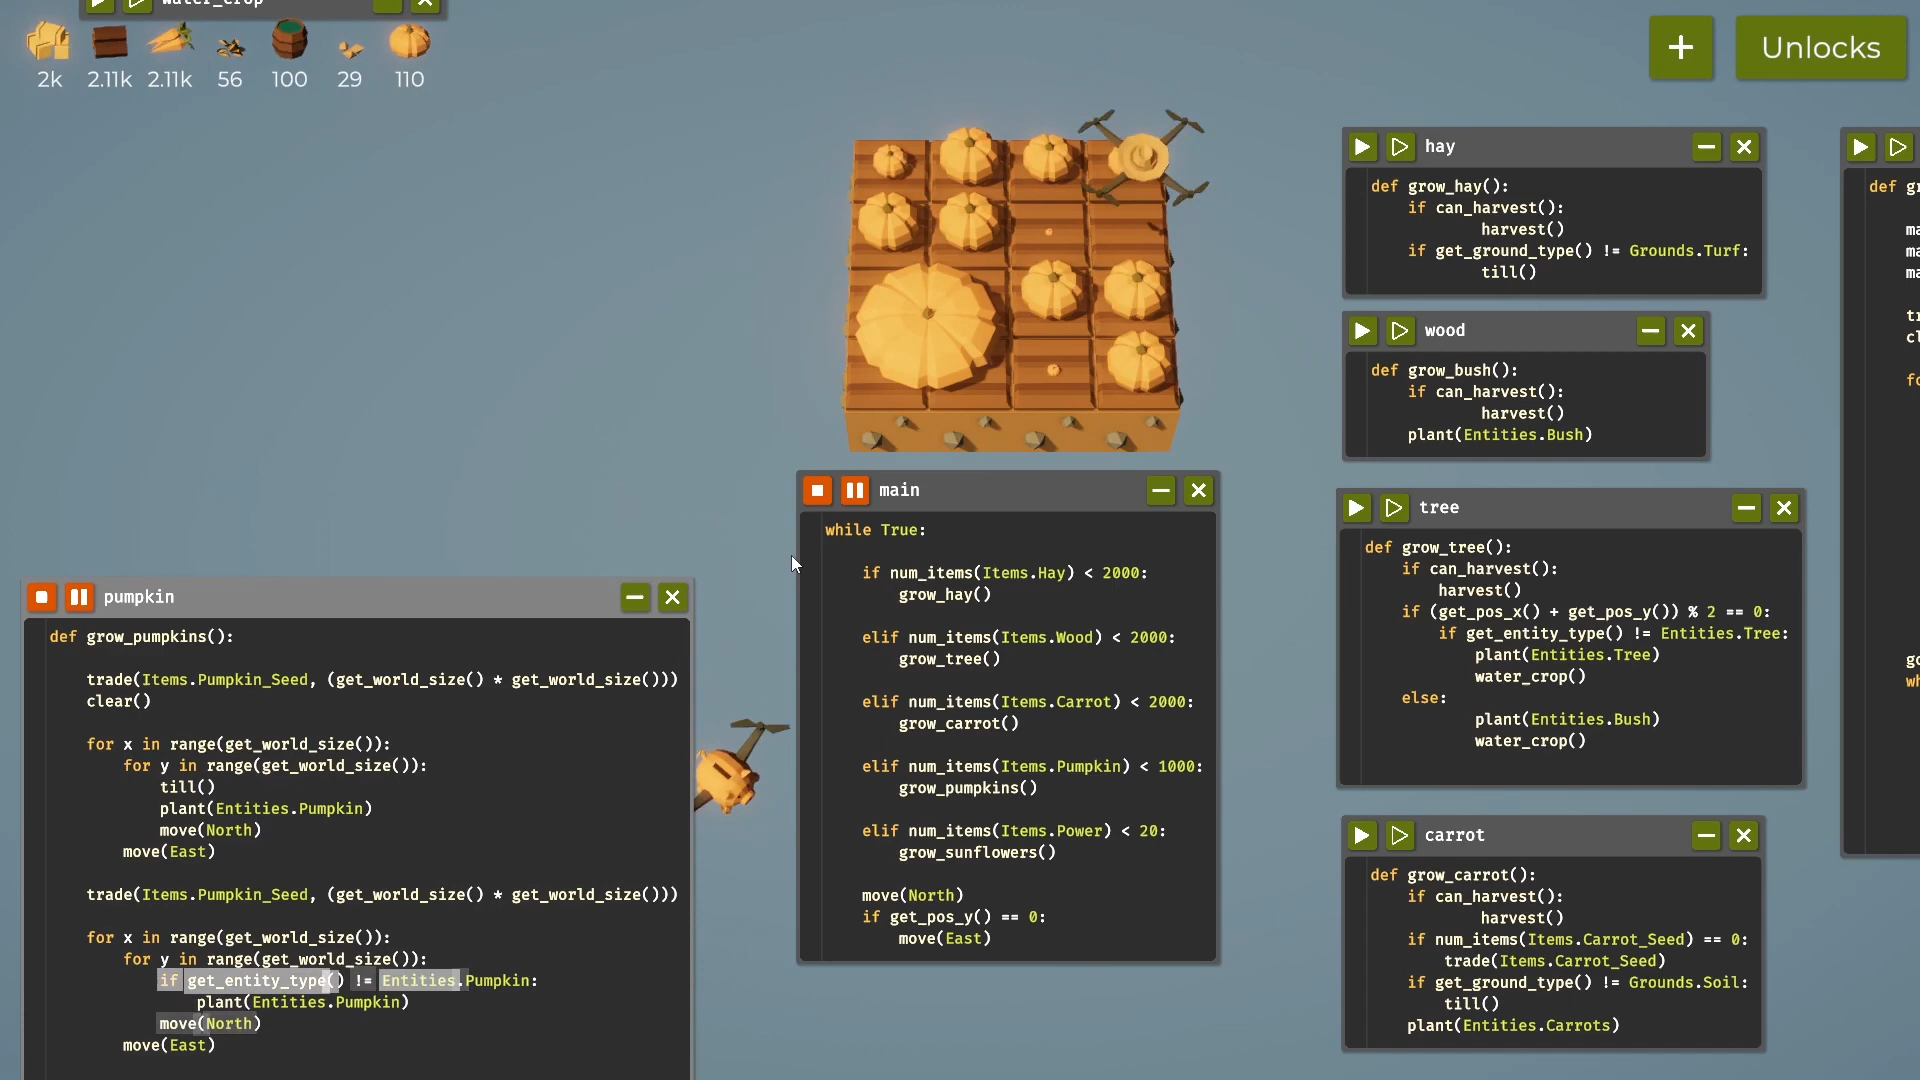 water_crop
2k 2.11k 2.11k 56 100 29 110
+ Unlocks
hay
def grow_hay():
if can_harvest():
harvest()
if get_ground_type() != Grounds.Turf:
till()
wood
def grow_bush():
if can_harvest():
harvest()
plant(Entities.Bush)
tree
def grow_tree():
if can_harvest():
harvest()
if (get_pos_x() + get_pos_y()) % 2 == 0:
if get_entity_type() != Entities.Tree:
plant(Entities.Tree)
water_crop()
else:
plant(Entities.Bush)
water_crop()
carrot
def grow_carrot():
if can_harvest():
harvest()
if num_items(Items.Carrot_Seed) == 0:
trade(Items.Carrot_Seed)
if get_ground_type() != Grounds.Soil:
till()
plant(Entities.Carrots)
main
while True:
if num_items(Items.Hay) < 2000:
grow_hay()
elif num_items(Items.Wood) < 2000:
grow_tree()
elif num_items(Items.Carrot) < 2000:
grow_carrot()
elif num_items(Items.Pumpkin) < 1000:
grow_pumpkins()
elif num_items(Items.Power) < 20:
grow_sunflowers()
move(North)
if get_pos_y() == 0:
move(East)
pumpkin
def grow_pumpkins():
trade(Items.Pumpkin_Seed, (get_world_size() * get_world_size()))
clear()
for x in range(get_world_size()):
for y in range(get_world_size()):
till()
plant(Entities.Pumpkin)
move(North)
move(East)
trade(Items.Pumpkin_Seed, (get_world_size() * get_world_size()))
for x in range(get_world_size()):
for y in range(get_world_size()):
if get_entity_type() != Entities.Pumpkin:
plant(Entities.Pumpkin)
move(North)
move(East)
def